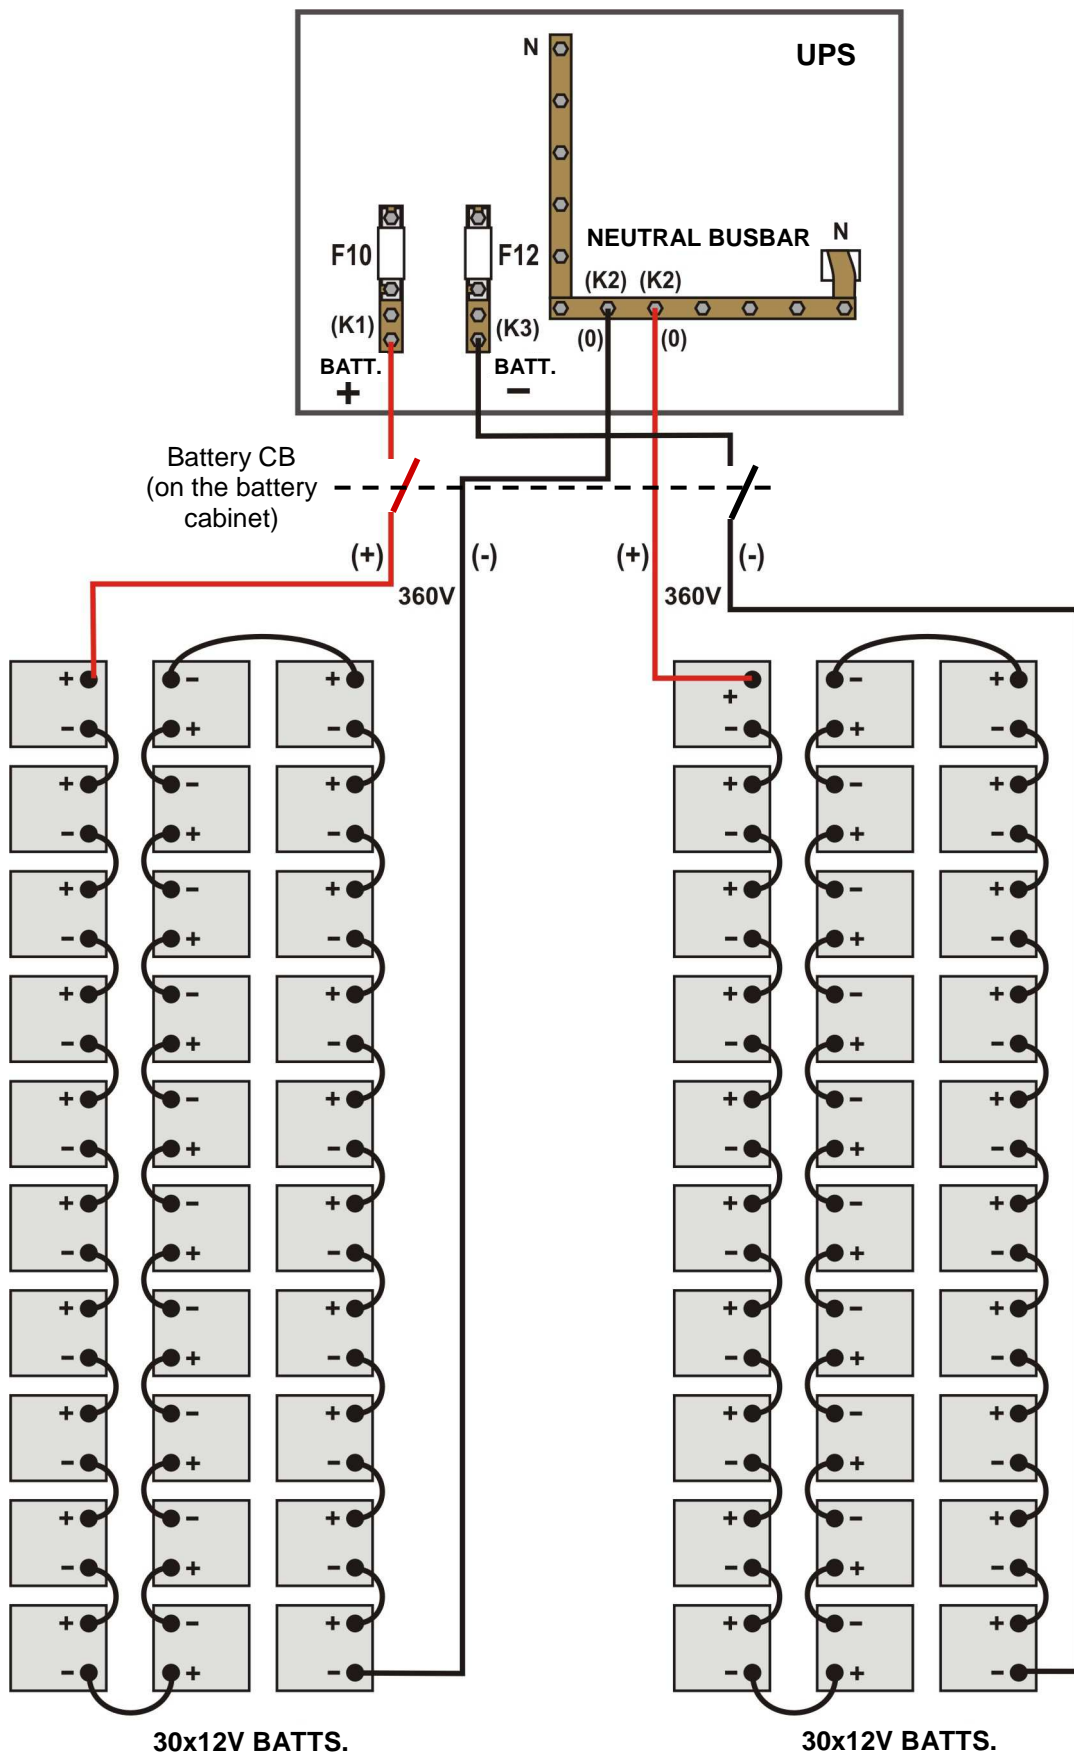 N
UPS
NEUTRAL BUSBAR N
F10 F12
(K2) (K2)
(K1) (K3)
(0) (0)
BATT. BATT.
+ −
Battery CB
(on the battery
cabinet)
(+) (-) (+) (-)
360V 360V
+ - + + - +
- + - - + -
+ - + + - +
- + - - + -
+ - + + - +
- + - - + -
+ - + + - +
- + - - + -
+ - + + - +
- + - - + -
+ - + + - +
- + - - + -
+ - + + - +
- + - - + -
+ - + + - +
- + - - + -
+ - + + - +
- + - - + -
+ - + + - +
- + - - + -
30x12V BATTS. 30x12V BATTS.